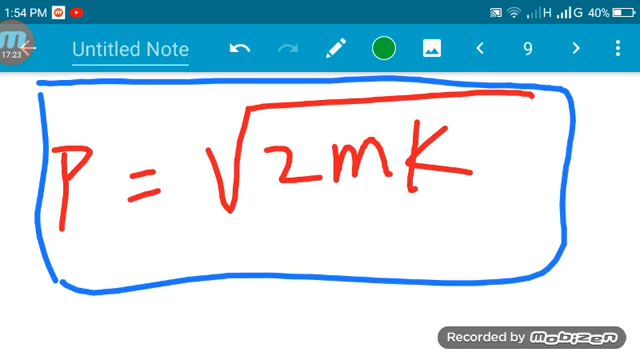 1:54 PM H G 40%
17:23 Untitled Note 9
P = √2mK
Recorded by mobizen